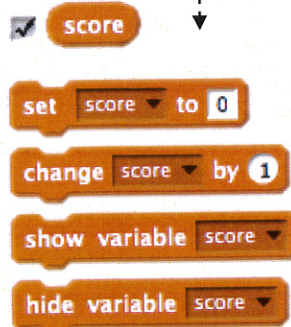 score
set score to 0
change score by 1
show variable score
hide variable score